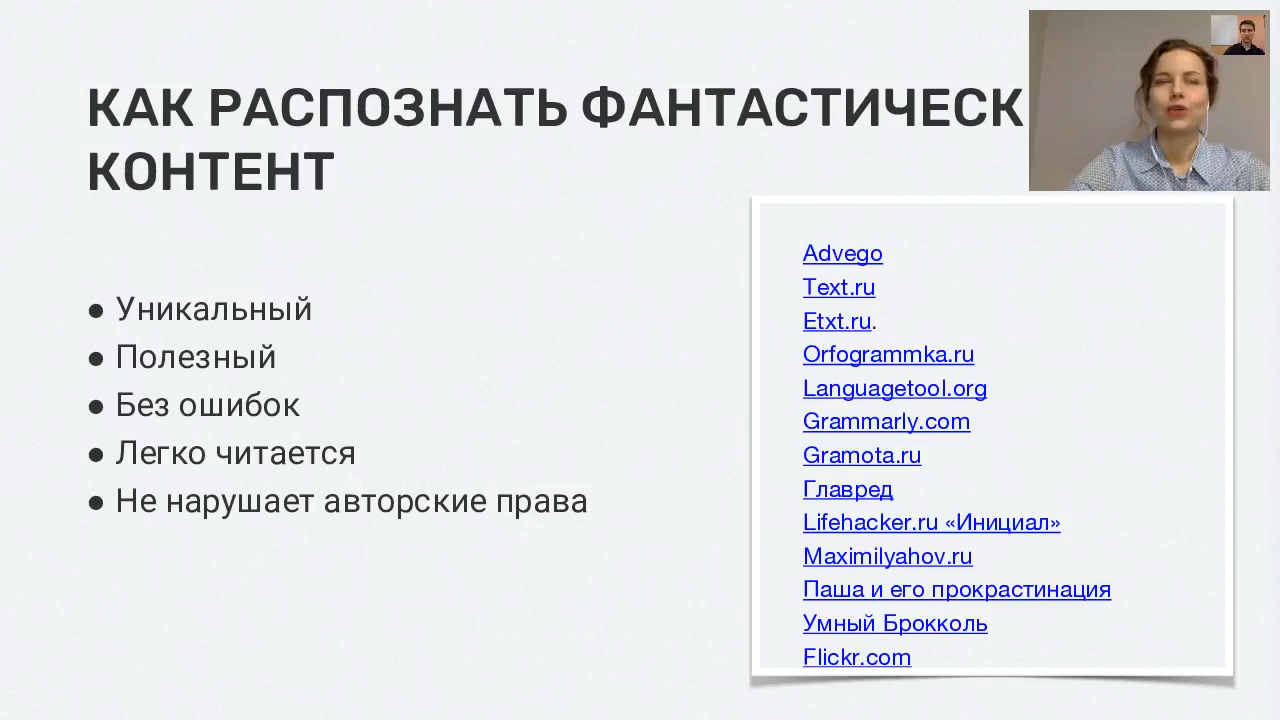 КАК РАСПОЗНАТЬ ФАНТАСТИЧЕСК
КОНТЕНТ
● Уникальный
● Полезный
● Без ошибок
● Легко читается
● Не нарушает авторские права
Advego
Text.ru
Etxt.ru.
Orfogrammka.ru
Languagetool.org
Grammarly.com
Gramota.ru
Главред
Lifehacker.ru «Инициал»
Maximilyahov.ru
Паша и его прокрастинация
Умный Брокколь
Flickr.com